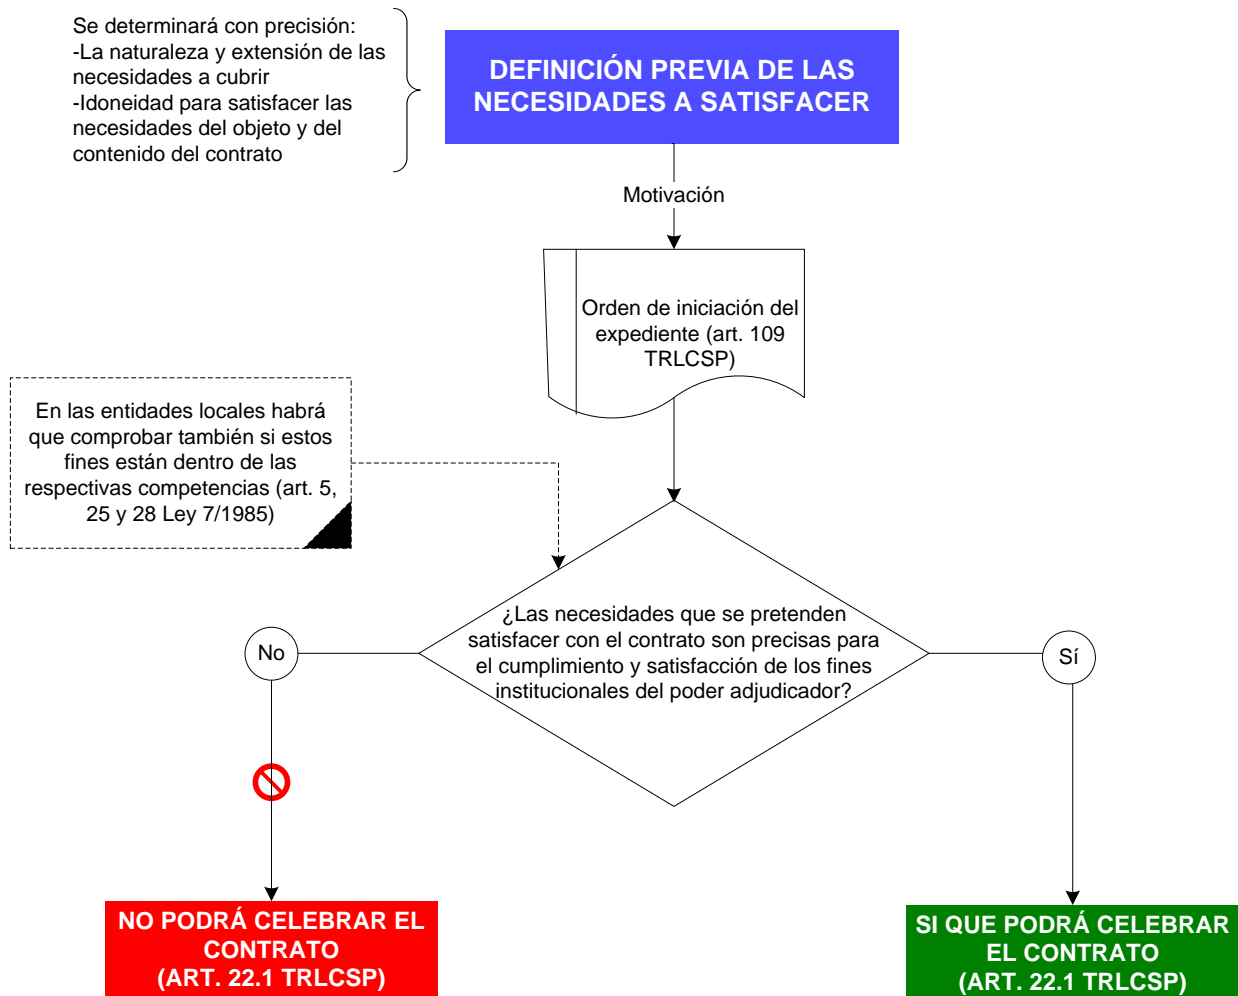 Se determinará con precisión:
-La naturaleza y extensión de las
necesidades a cubrir
-Idoneidad para satisfacer las
necesidades del objeto y del
contenido del contrato
DEFINICIÓN PREVIA DE LAS
NECESIDADES A SATISFACER
Motivación
Orden de iniciación del
expediente (art. 109
TRLCSP)
En las entidades locales habrá
que comprobar también si estos
fines están dentro de las
respectivas competencias (art. 5,
25 y 28 Ley 7/1985)
¿Las necesidades que se pretenden
satisfacer con el contrato son precisas para
el cumplimiento y satisfacción de los fines
institucionales del poder adjudicador?
No
Sí
NO PODRÁ CELEBRAR EL
CONTRATO
(ART. 22.1 TRLCSP)
SI QUE PODRÁ CELEBRAR
EL CONTRATO
(ART. 22.1 TRLCSP)